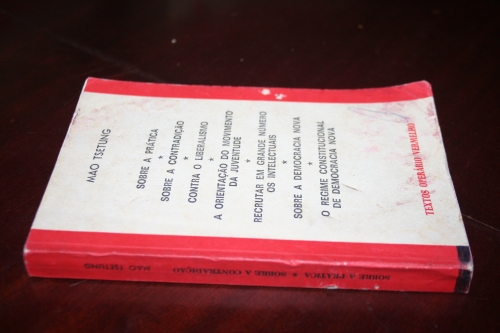 MAO TSETUNG
SOBRE A PRÁTICA
*
SOBRE A CONTRADIÇÃO
*
CONTRA O LIBERALISMO
*
A ORIENTAÇÃO DO MOVIMENTO
DA JUVENTUDE
*
RECRUTAR EM GRANDE NÚMERO
OS INTELECTUAIS
*
SOBRE A DEMOCRACIA NOVA
*
O REGIME CONSTITUCIONAL
DE DEMOCRACIA NOVA
TEXTOS OPERÁRIO VERMELHO
MAO TSETUNG SOBRE A PRÁTICA * SOBRE A CONTRADIÇÃO